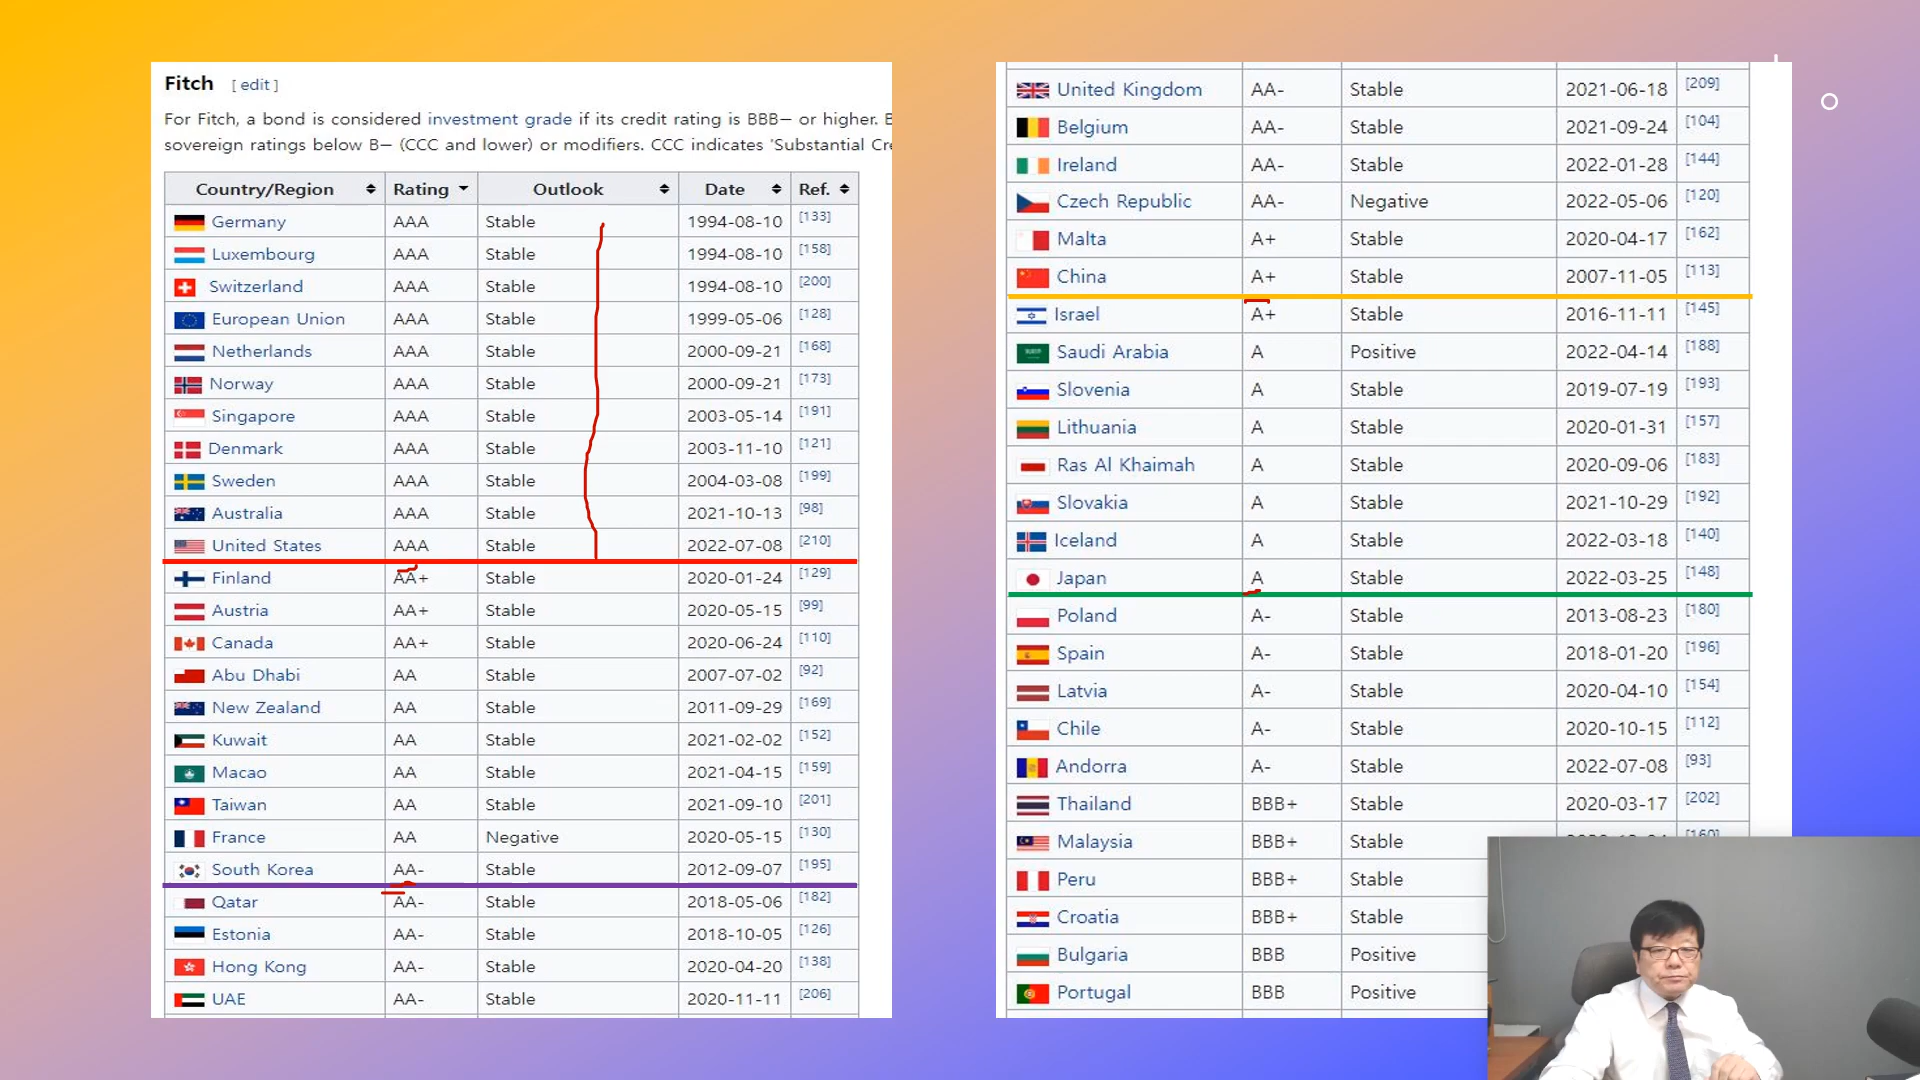 Fitch [ edit ]
For Fitch, a bond is considered investment grade if its credit rating is BBB− or higher. B
sovereign ratings below B− (CCC and lower) or modifiers. CCC indicates 'Substantial Cre
Country/Region Rating Outlook Date Ref.
Germany AAA Stable 1994-08-10 [133]
Luxembourg AAA Stable 1994-08-10 [158]
Switzerland AAA Stable 1994-08-10 [200]
European Union AAA Stable 1999-05-06 [128]
Netherlands AAA Stable 2000-09-21 [168]
Norway AAA Stable 2000-09-21 [173]
Singapore AAA Stable 2003-05-14 [191]
Denmark AAA Stable 2003-11-10 [121]
Sweden AAA Stable 2004-03-08 [199]
Australia AAA Stable 2021-10-13 [98]
United States AAA Stable 2022-07-08 [210]
Finland AA+ Stable 2020-01-24 [129]
Austria AA+ Stable 2020-05-15 [99]
Canada AA+ Stable 2020-06-24 [110]
Abu Dhabi AA Stable 2007-07-02 [92]
New Zealand AA Stable 2011-09-29 [169]
Kuwait AA Stable 2021-02-02 [152]
Macao AA Stable 2021-04-15 [159]
Taiwan AA Stable 2021-09-10 [201]
France AA Negative 2020-05-15 [130]
South Korea AA- Stable 2012-09-07 [195]
Qatar AA- Stable 2018-05-06 [182]
Estonia AA- Stable 2018-10-05 [126]
Hong Kong AA- Stable 2020-04-20 [138]
UAE AA- Stable 2020-11-11 [206]
United Kingdom AA- Stable 2021-06-18 [209]
Belgium AA- Stable 2021-09-24 [104]
Ireland AA- Stable 2022-01-28 [144]
Czech Republic AA- Negative 2022-05-06 [120]
Malta A+ Stable 2020-04-17 [162]
China A+ Stable 2007-11-05 [113]
Israel A+ Stable 2016-11-11 [145]
Saudi Arabia A Positive 2022-04-14 [188]
Slovenia A Stable 2019-07-19 [193]
Lithuania A Stable 2020-01-31 [157]
Ras Al Khaimah A Stable 2020-09-06 [183]
Slovakia A Stable 2021-10-29 [192]
Iceland A Stable 2022-03-18 [140]
Japan A Stable 2022-03-25 [148]
Poland A- Stable 2013-08-23 [180]
Spain A- Stable 2018-01-20 [196]
Latvia A- Stable 2020-04-10 [154]
Chile A- Stable 2020-10-15 [112]
Andorra A- Stable 2022-07-08 [93]
Thailand BBB+ Stable 2020-03-17 [202]
Malaysia BBB+ Stable
Peru BBB+ Stable
Croatia BBB+ Stable
Bulgaria BBB Positive
Portugal BBB Positive